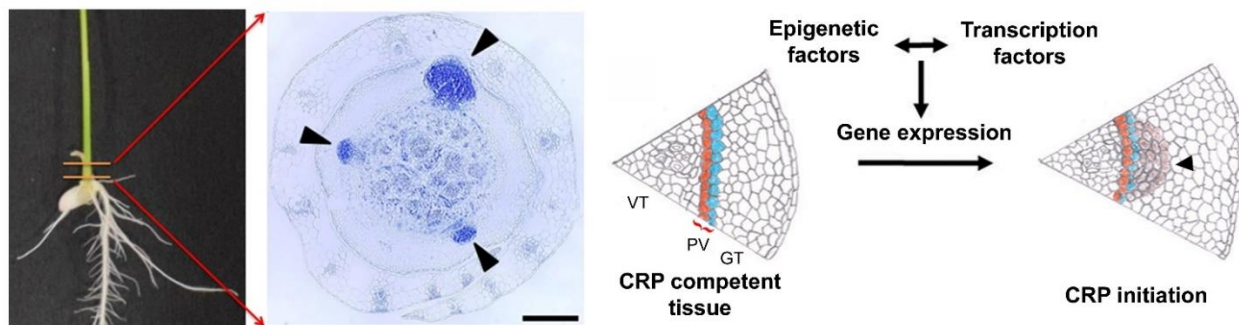 Epigenetic factors
Transcription factors
Gene expression
VT
PV
GT
CRP competent tissue
CRP initiation